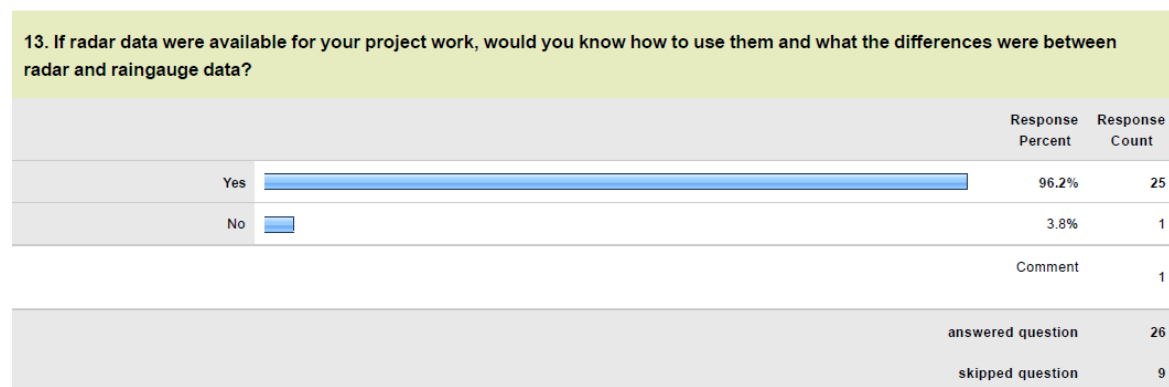 13. If radar data were available for your project work, would you know how to use them and what the differences were between
radar and raingauge data?
Response Percent Response Count
Yes 96.2% 25
No 3.8% 1
Comment 1
answered question 26
skipped question 9